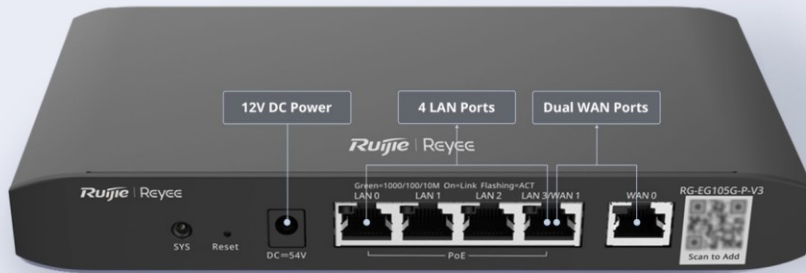 12V DC Power
4 LAN Ports
Dual WAN Ports
Ruijie | Reyee
Ruijie | Reyee
Green=1000/100/10M On=Link Flashing=ACT
LAN 0
LAN 1
LAN 2
LAN 3/WAN 1
WAN 0
RG-EG105G-P-V3
SYS
Reset
DC⎓54V
PoE
Scan to Add